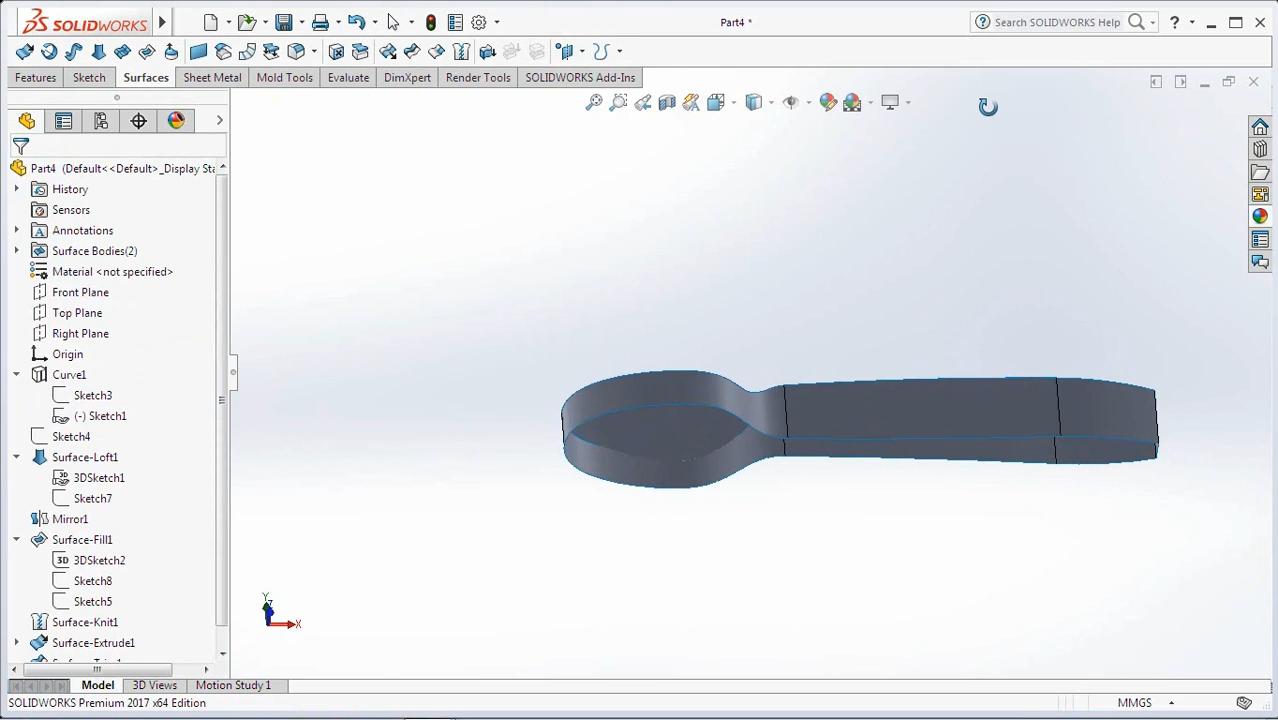 SOLIDWORKS
Part4 *
Search SOLIDWORKS Help
Features
Sketch
Surfaces
Sheet Metal
Mold Tools
Evaluate
DimXpert
Render Tools
SOLIDWORKS Add-Ins
Part4 (Default<<Default>_Display Sta
History
Sensors
Annotations
Surface Bodies(2)
Material <not specified>
Front Plane
Top Plane
Right Plane
Origin
Curve1
Sketch3
(-) Sketch1
Sketch4
Surface-Loft1
3DSketch1
Sketch7
Mirror1
Surface-Fill1
3DSketch2
Sketch8
Sketch5
Surface-Knit1
Surface-Extrude1
Y
Z
X
Model
3D Views
Motion Study 1
SOLIDWORKS Premium 2017 x64 Edition
MMGS